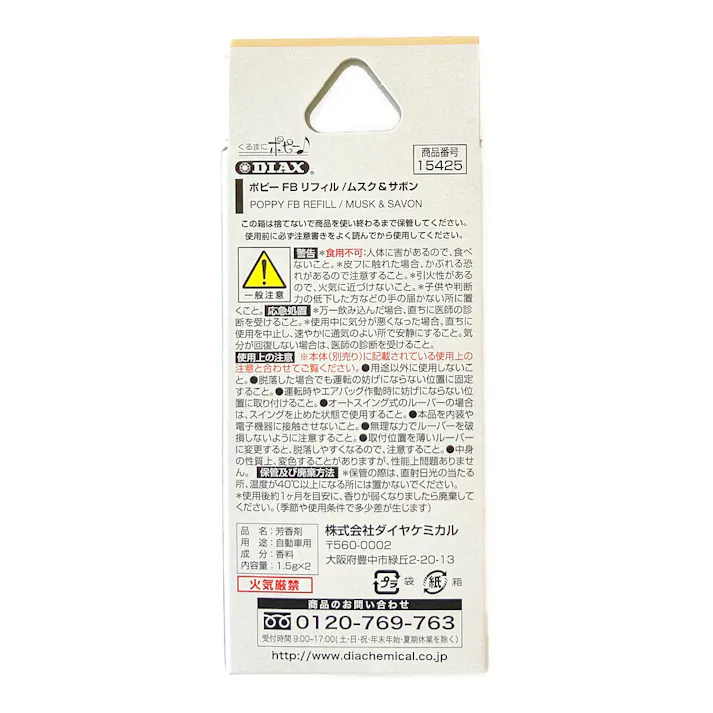 くるまにポピー♪
DIAX®
商品番号
15425
ポピー FB リフィル /ムスク&サボン
POPPY FB REFILL / MUSK & SAVON
この箱は捨てないで商品を使い終わるまで保管してください。
使用前に必ず注意書きをよく読んでから使用してください。
一般注意
警告 *食用不可:人体に害があるので、食べ
ないこと。*皮フに触れた場合、かぶれる恐
れがあるので注意すること。*引火性がある
ので、火気に近づけないこと。*子供や判断
力の低下した方などの手の届かない所に置
くこと。応急処置 *万一飲み込んだ場合、直ちに医師の診
断を受けること。*使用中に気分が悪くなった場合、直ちに
使用を中止し、速やかに通気のよい所で安静にすること。気
分が回復しない場合は、医師の診断を受けること。
使用上の注意 ※本体(別売り)に記載されている使用上の
注意と合わせてご覧ください。●用途以外に使用しないこ
と。●脱落した場合でも運転の妨げにならない位置に固定
すること。●運転時やエアバッグ作動時に妨げにならない位置
に取り付けること。●オートスイング式のルーバーの場合
は、スイングを止めた状態で使用すること。●本品を内装や
電子機器に接触させないこと。●無理な力でルーバーを破
損しないように注意すること。●取付位置を薄いルーバー
に変更すると、脱落しやすくなるので、注意すること。●中身
の性質上、変色することがありますが、性能上問題ありませ
ん。保管及び廃棄方法 *保管の際は、直射日光の当たる
所、温度が40℃以上になる所には置かないでください。
*使用後約1ヶ月を目安に、香りが弱くなりましたら廃棄して
ください。(季節や使用条件で多少差が生じます)
品名:芳香剤
用途:自動車用
成分:香料
内容量:1.5g×2
火気厳禁
株式会社ダイヤケミカル
〒560-0002
大阪府豊中市緑丘2-20-13
プラ 袋 紙 箱
商品のお問い合わせ
0120-769-763
受付時間 9:00~17:00(土・日・祝・年末年始・夏期休業を除く)
http://www.diachemical.co.jp